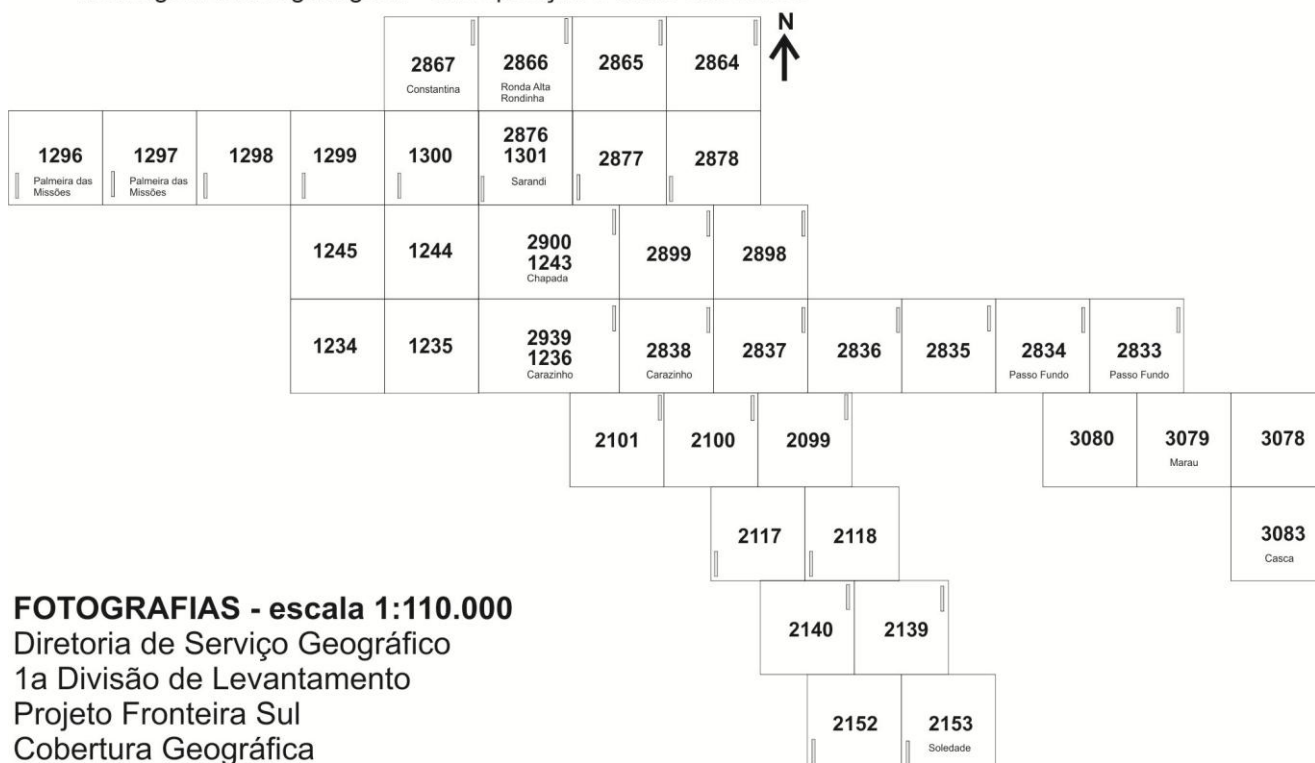 N
2867
2866
2865
2864
Constantina
Ronda Alta
Rondinha
1296
1297
1298
1299
1300
2876
1301
2877
2878
Palmeira das
Missões
Palmeira das
Missões
Sarandi
1245
1244
2900
1243
2899
2898
Chapada
1234
1235
2939
1236
2838
2837
2836
2835
2834
2833
Carazinho
Carazinho
Passo Fundo
Passo Fundo
2101
2100
2099
3080
3079
3078
Marau
2117
2118
3083
Casca
2140
2139
2152
2153
Soledade
FOTOGRAFIAS - escala 1:110.000
Diretoria de Serviço Geográfico
1a Divisão de Levantamento
Projeto Fronteira Sul
Cobertura Geográfica